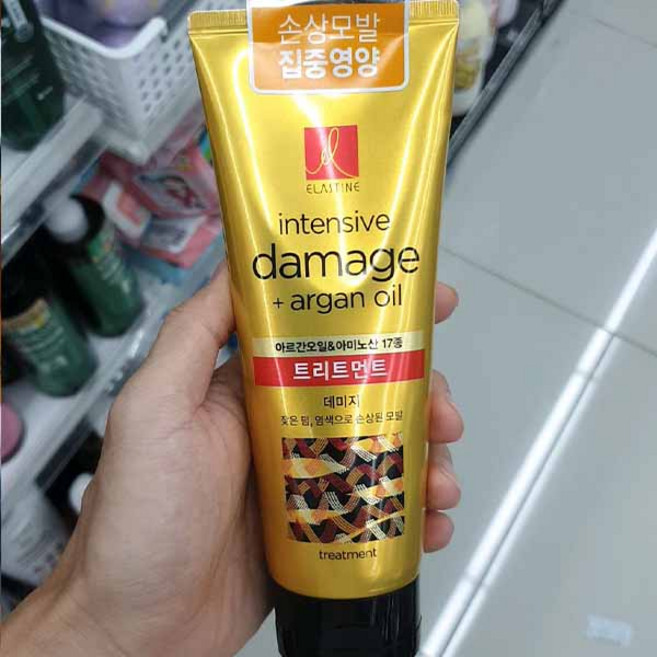 손상모발
집중영양
ELASTINE
intensive
damage
+ argan oil
아르간오일&아미노산 17종
트리트먼트
데미지
잦은 펌, 염색으로 손상된 모발
treatment